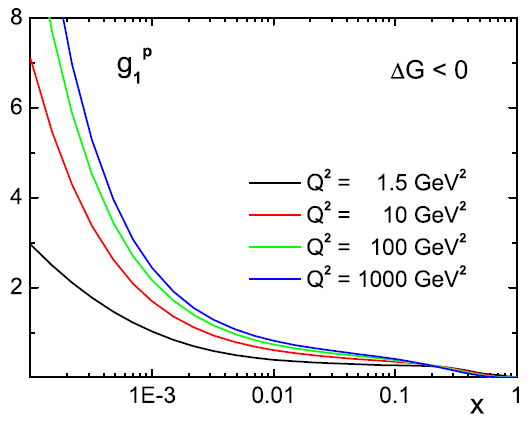 8
6
4
2
g₁ᵖ
ΔG < 0
Q² = 1.5 GeV²
Q² = 10 GeV²
Q² = 100 GeV²
Q² = 1000 GeV²
1E-3 0.01 0.1 1
x